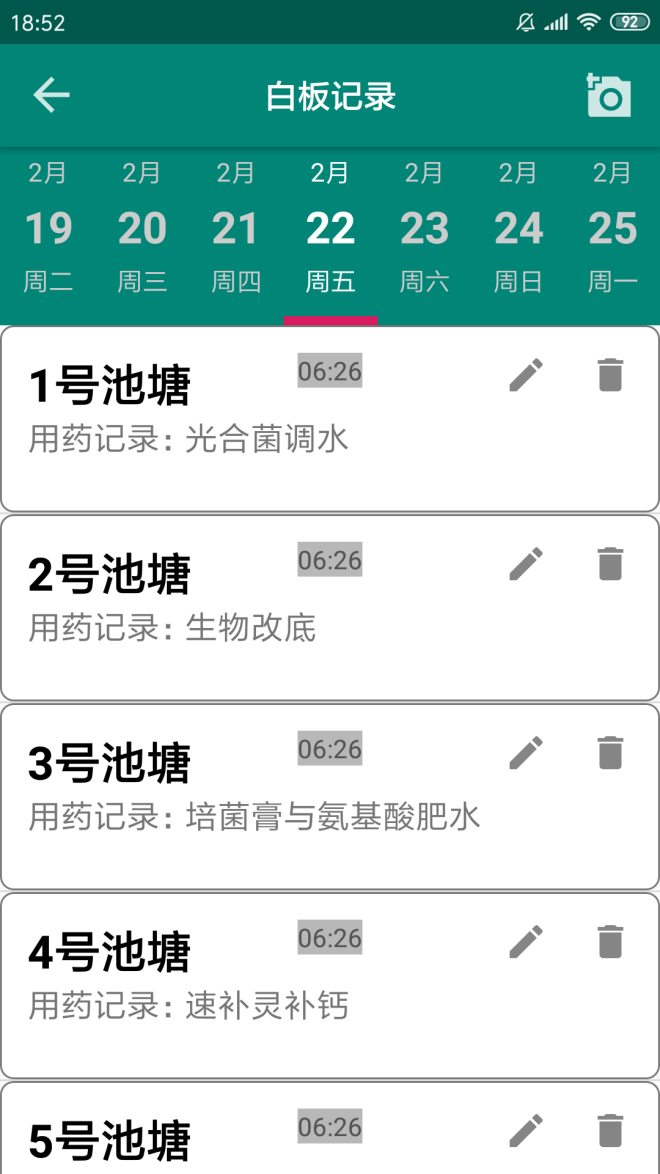 18:52
92
白板记录
2月 2月 2月 2月 2月 2月 2月
19 20 21 22 23 24 25
周二 周三 周四 周五 周六 周日 周一
1号池塘 06:26
用药记录: 光合菌调水
2号池塘 06:26
用药记录: 生物改底
3号池塘 06:26
用药记录: 培菌膏与氨基酸肥水
4号池塘 06:26
用药记录: 速补灵补钙
5号池塘 06:26